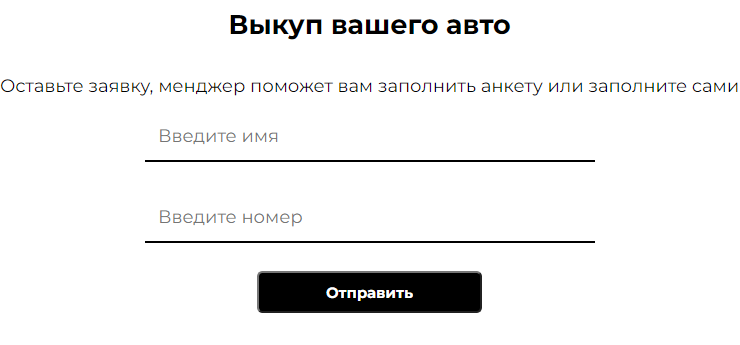 Выкуп вашего авто
Оставьте заявку, менджер поможет вам заполнить анкету или заполните сами
Введите имя
Введите номер
Отправить